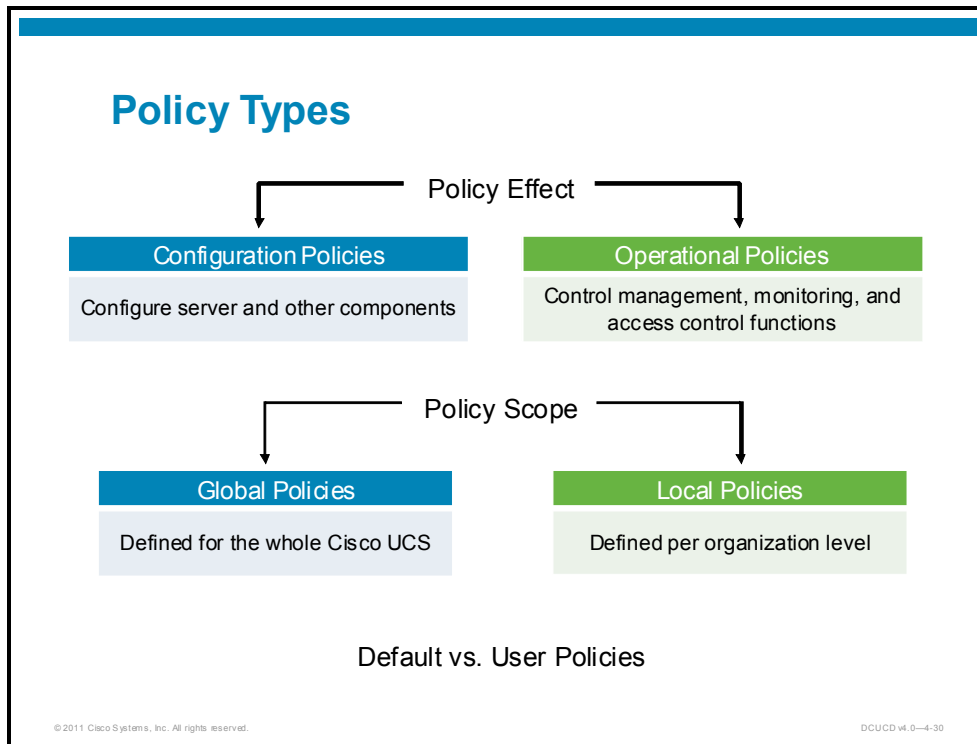 Policy Types
Policy Effect
Configuration Policies
Configure server and other components
Operational Policies
Control management, monitoring, and
access control functions
Policy Scope
Global Policies
Defined for the whole Cisco UCS
Local Policies
Defined per organization level
Default vs. User Policies
© 2011 Cisco Systems, Inc. All rights reserved.
DCUCD v4.0—4-30